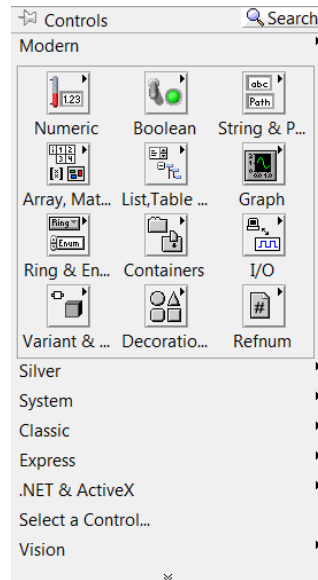 Controls Search
Modern
1.23 abc Path
Numeric Boolean String & P...
Array, Mat... List,Table ... Graph
Ring Enum
Ring & En... Containers I/O
#
Variant & ... Decoratio... Refnum
Silver
System
Classic
Express
.NET & ActiveX
Select a Control...
Vision